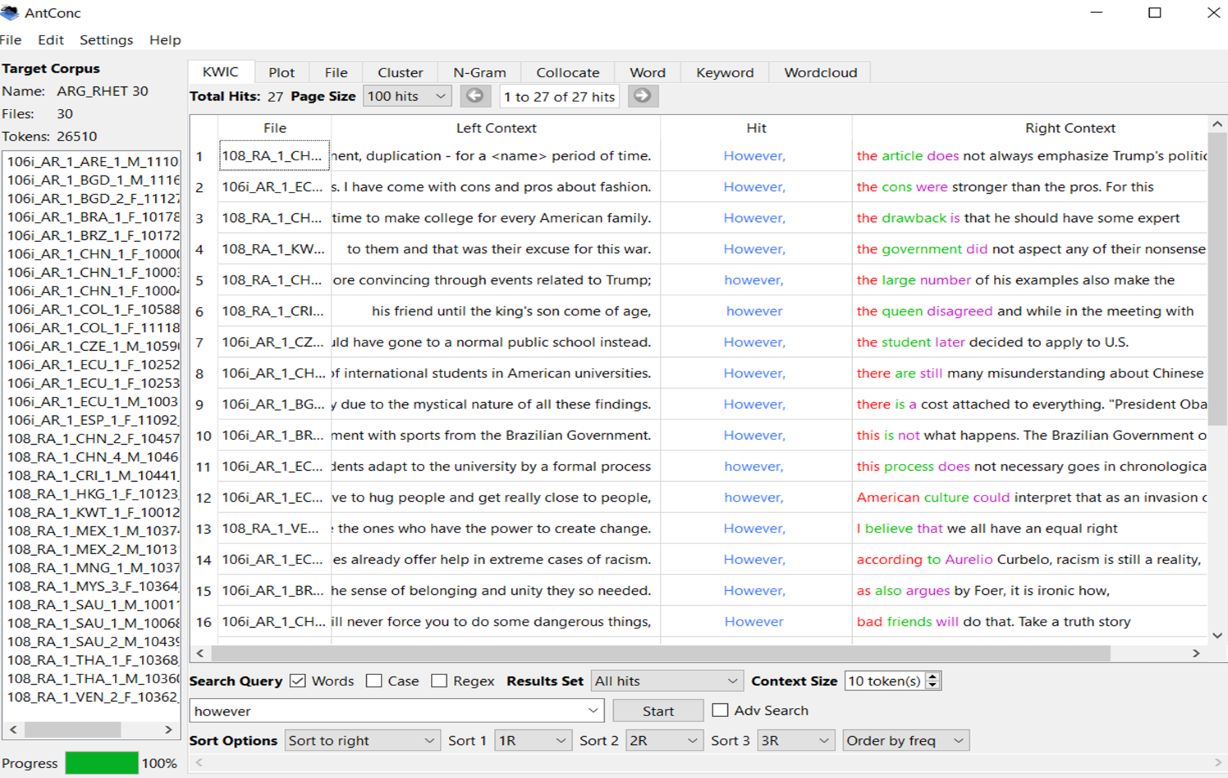 AntConc
File Edit Settings Help
Target Corpus
Name: ARG_RHET 30
Files: 30
Tokens: 26510
106i_AR_1_ARE_1_M_1110
106i_AR_1_BGD_1_M_1116
106i_AR_1_BGD_2_F_11127
106i_AR_1_BRA_1_F_10178
106i_AR_1_BRZ_1_F_10172
106i_AR_1_CHN_1_F_1000
106i_AR_1_CHN_1_F_10003
106i_AR_1_CHN_1_F_10004
106i_AR_1_COL_1_F_10588
106i_AR_1_COL_1_F_11118
106i_AR_1_CZE_1_M_1059
106i_AR_1_ECU_1_F_10252
106i_AR_1_ECU_1_F_10253
106i_AR_1_ECU_1_M_1003
106i_AR_1_ESP_1_F_11092_
108_RA_1_CHN_2_F_10457
108_RA_1_CHN_4_M_1046
108_RA_1_CRI_1_M_10441_
108_RA_1_HKG_1_F_10123_
108_RA_1_KWT_1_F_10012
108_RA_1_MEX_1_M_1037
108_RA_1_MEX_2_M_1013
108_RA_1_MNG_1_M_1037
108_RA_1_MYS_3_F_10364_
108_RA_1_SAU_1_M_1001
108_RA_1_SAU_1_M_10068
108_RA_1_SAU_2_M_10439
108_RA_1_THA_1_F_10368_
108_RA_1_THA_1_M_1036
108_RA_1_VEN_2_F_10362_
Progress 100%
KWIC Plot File Cluster N-Gram Collocate Word Keyword Wordcloud
Total Hits: 27 Page Size 100 hits 1 to 27 of 27 hits
File Left Context Hit Right Context
1 108_RA_1_CH... nent, duplication - for a <name> period of time. However, the article does not always emphasize Trump's politic
2 106i_AR_1_EC... s. I have come with cons and pros about fashion. However, the cons were stronger than the pros. For this
3 108_RA_1_CH... time to make college for every American family. However, the drawback is that he should have some expert
4 108_RA_1_KW... to them and that was their excuse for this war. However, the government did not aspect any of their nonsense
5 108_RA_1_CH... ore convincing through events related to Trump; however, the large number of his examples also make the
6 108_RA_1_CRI... his friend until the king's son come of age, however the queen disagreed and while in the meeting with
7 106i_AR_1_CZ... uld have gone to a normal public school instead. However, the student later decided to apply to U.S.
8 106i_AR_1_CH... of international students in American universities. However, there are still many misunderstanding about Chinese
9 106i_AR_1_BG... y due to the mystical nature of all these findings. However, there is a cost attached to everything. "President Oba
10 106i_AR_1_BR... ment with sports from the Brazilian Government. However, this is not what happens. The Brazilian Government o
11 106i_AR_1_EC... dents adapt to the university by a formal process however, this process does not necessary goes in chronologica
12 106i_AR_1_EC... ve to hug people and get really close to people, however, American culture could interpret that as an invasion o
13 108_RA_1_VE... e the ones who have the power to create change. However, I believe that we all have an equal right
14 106i_AR_1_EC... es already offer help in extreme cases of racism. However, according to Aurelio Curbelo, racism is still a reality,
15 106i_AR_1_BR... he sense of belonging and unity they so needed. However, as also argues by Foer, it is ironic how,
16 106i_AR_1_CH... ill never force you to do some dangerous things, However bad friends will do that. Take a truth story
Search Query Words Case Regex Results Set All hits Context Size 10 token(s)
however Start Adv Search
Sort Options Sort to right Sort 1 1R Sort 2 2R Sort 3 3R Order by freq